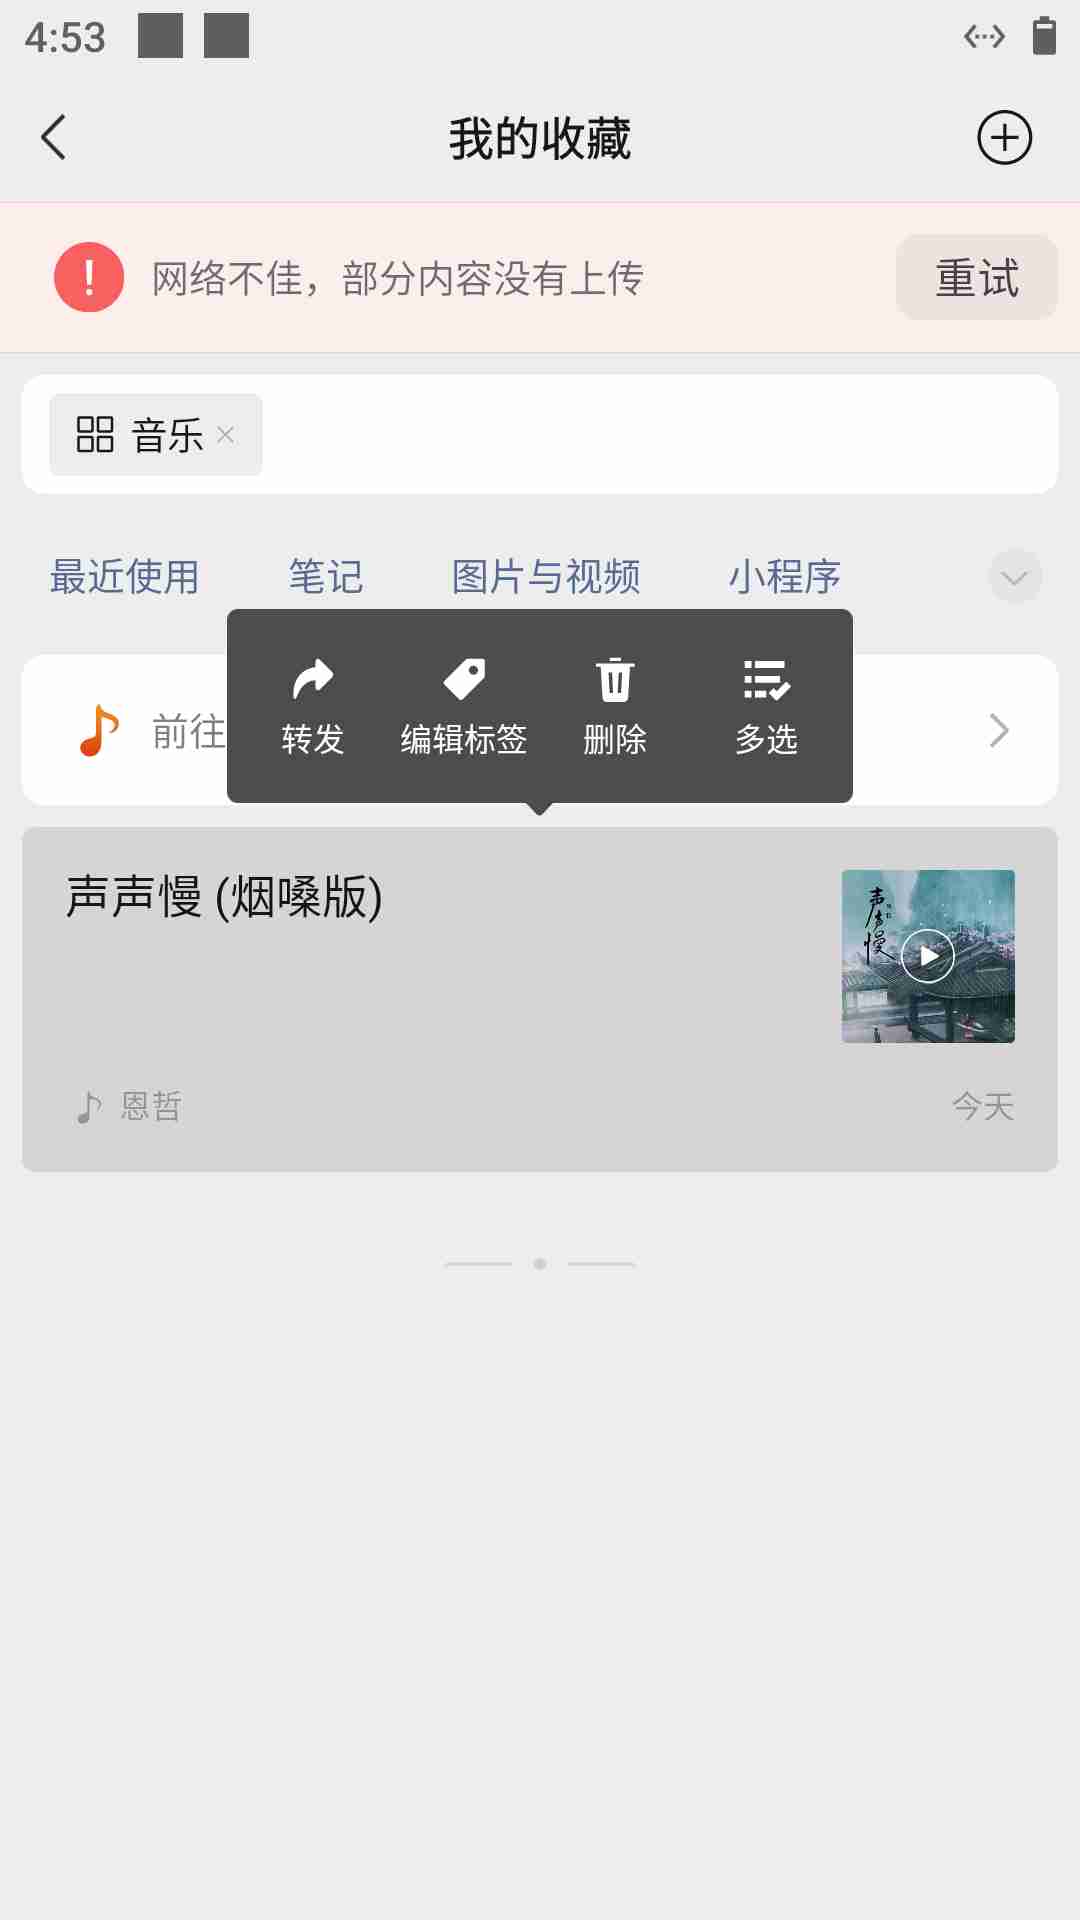 4:53
我的收藏
网络不佳，部分内容没有上传
重试
音乐
最近使用
笔记
图片与视频
小程序
转发
编辑标签
删除
多选
前往
声声慢 (烟嗓版)
声声慢
恩哲
今天